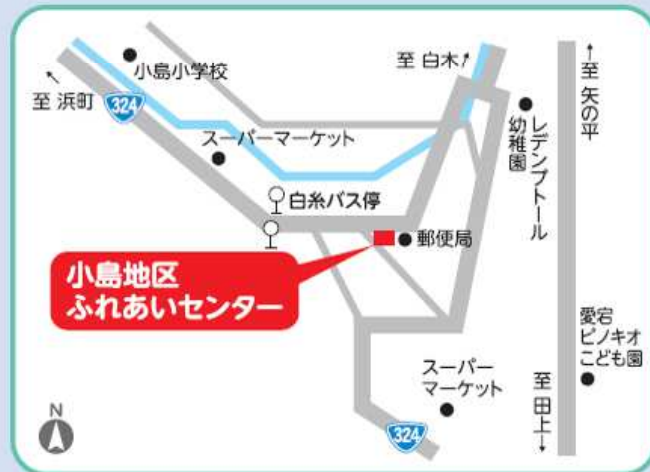 小島小学校
至 白木
至 浜町
324
スーパーマーケット
レデンプトール
幼稚園
至 矢の平
白糸バス停
郵便局
小島地区
ふれあいセンター
愛宕
ピノキオ
こども園
スーパー
マーケット
至 田上
324
N